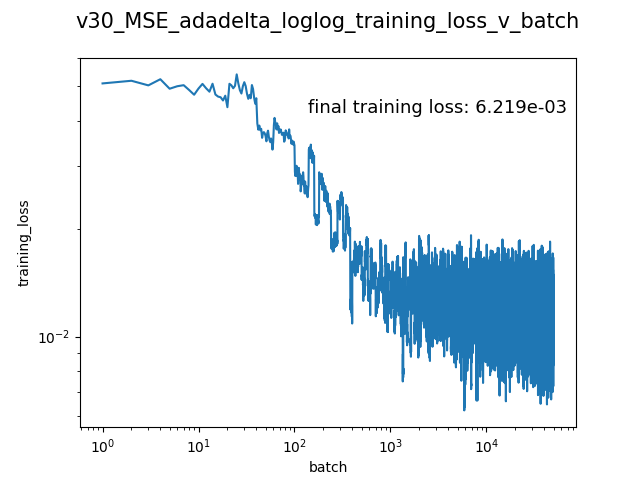 v30_MSE_adadelta_loglog_training_loss_v_batch
final training loss: 6.219e-03
training_loss
10⁻²
10⁰ 10¹ 10² 10³ 10⁴
batch